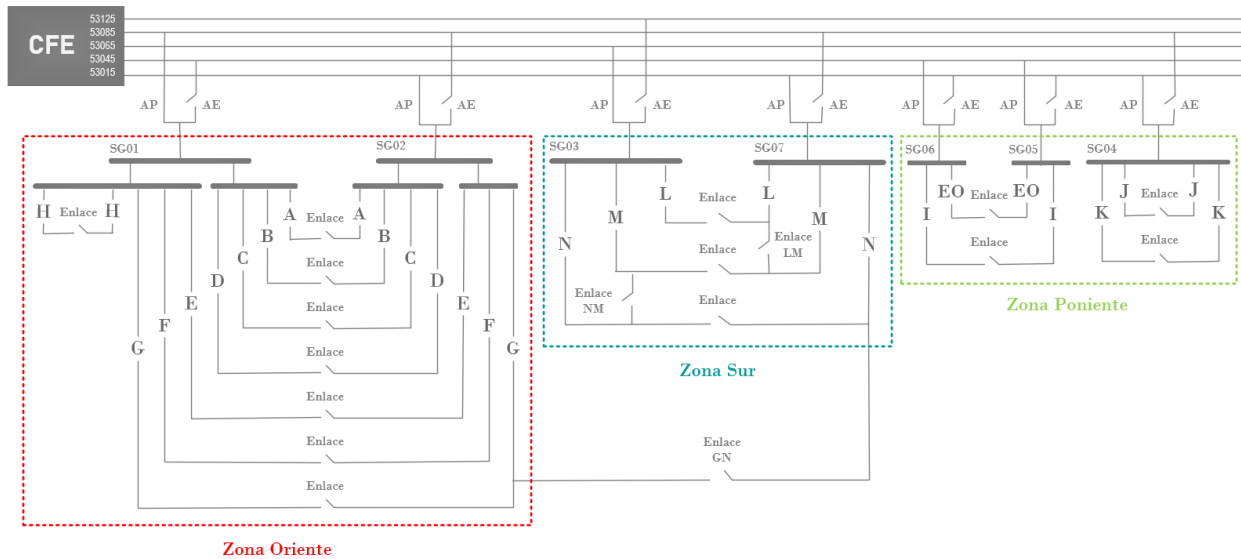 53125
53085
53065
53045
53015
CFE
AP AE AP AE AP AE AP AE AP AE AP AE AP AE
SG01 SG02 SG03 SG07 SG06 SG05 SG04
H Enlace H A Enlace A L Enlace L EO Enlace EO J Enlace J
B Enlace B M Enlace M I Enlace I K Enlace K
C Enlace C N Enlace N
Enlace
LM
D Enlace D
Enlace
NM
E Enlace E
F Enlace F
G Enlace G
Zona Poniente
Zona Sur
Enlace
GN
Zona Oriente